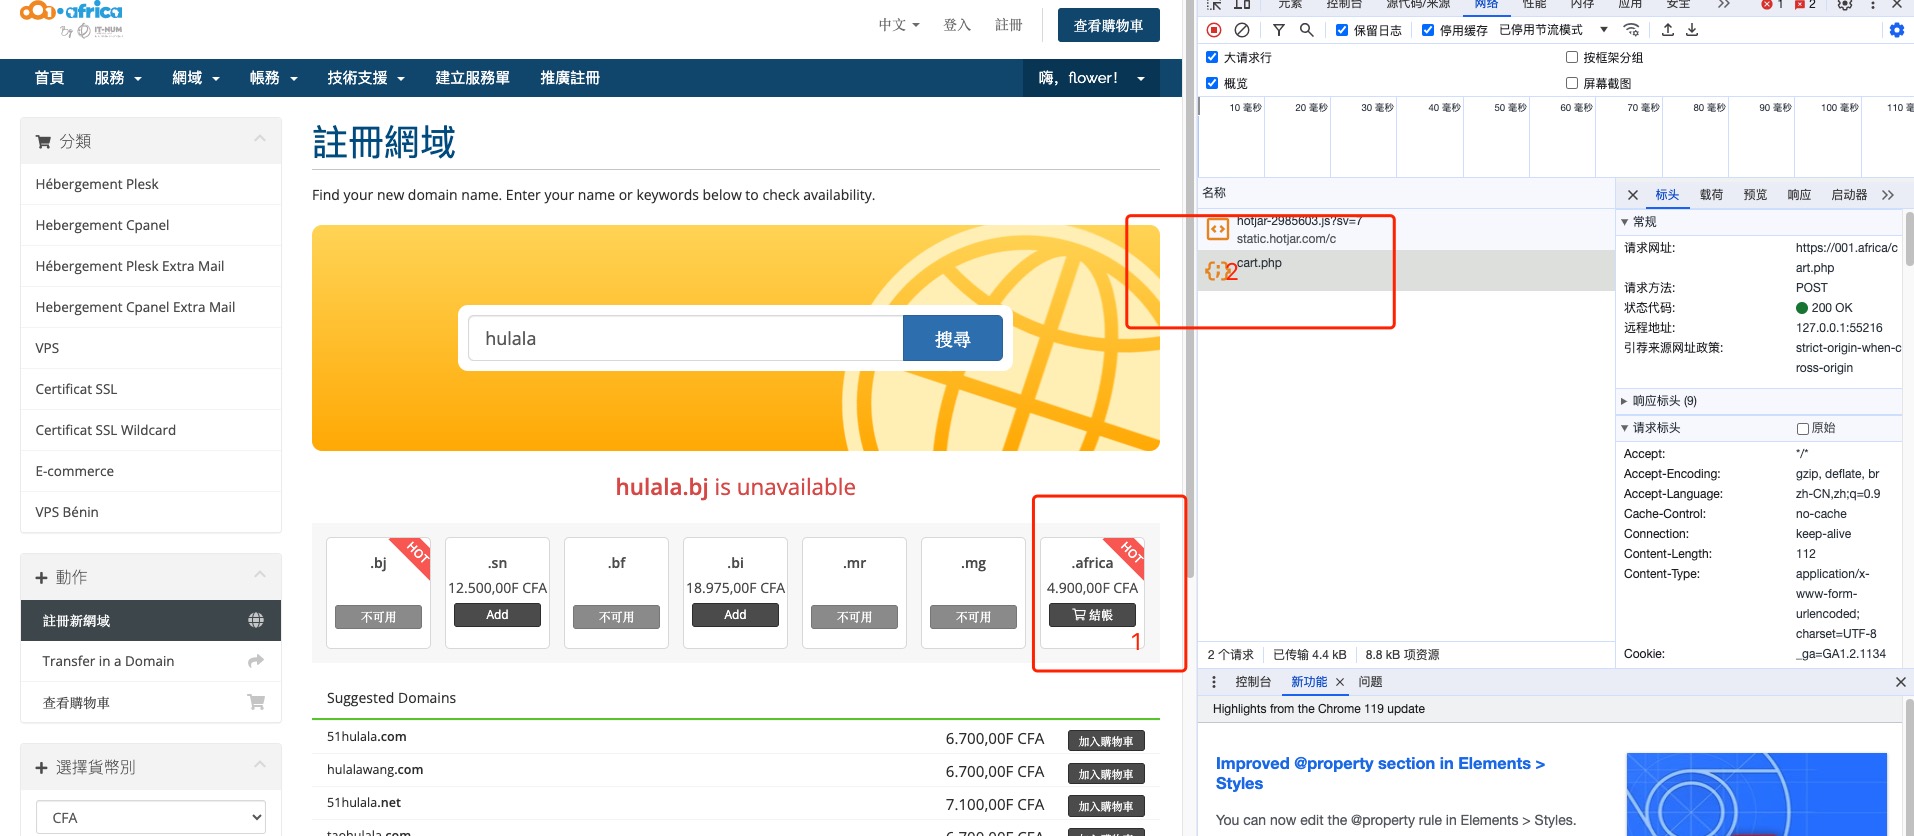 001•africa
By IT-NUM
中文
登入
註冊
查看購物車
首頁
服務
網域
帳務
技術支援
建立服務單
推廣註冊
嗨，flower！
分類
Hébergement Plesk
Hebergement Cpanel
Hébergement Plesk Extra Mail
Hebergement Cpanel Extra Mail
VPS
Certificat SSL
Certificat SSL Wildcard
E-commerce
VPS Bénin
動作
註冊新網域
Transfer in a Domain
查看購物車
選擇貨幣別
CFA
註冊網域
Find your new domain name. Enter your name or keywords below to check availability.
hulala
搜尋
hulala.bj is unavailable
.bj
HOT
不可用
.sn
12.500,00F CFA
Add
.bf
不可用
.bi
18.975,00F CFA
Add
.mr
不可用
.mg
不可用
.africa
HOT
4.900,00F CFA
結帳
1
Suggested Domains
51hulala.com
6.700,00F CFA
加入購物車
hulalawang.com
6.700,00F CFA
加入購物車
51hulala.net
7.100,00F CFA
加入購物車
taohulala.com
6.700,00F CFA
元素
控制台
源代码/来源
网络
性能
内存
应用
安全
1
2
保留日志
停用缓存
已停用节流模式
大请求行
按框架分组
概览
屏幕截图
10 毫秒
20 毫秒
30 毫秒
40 毫秒
50 毫秒
60 毫秒
70 毫秒
80 毫秒
90 毫秒
100 毫秒
110 毫
名称
hotjar-2985603.js?sv=7
static.hotjar.com/c
cart.php
2
2 个请求
已传输 4.4 kB
8.8 kB 项资源
标头
载荷
预览
响应
启动器
常规
请求网址:
https://001.africa/c
art.php
请求方法:
POST
状态代码:
200 OK
远程地址:
127.0.0.1:55216
引荐来源网址政策:
strict-origin-when-c
ross-origin
响应标头 (9)
请求标头
原始
Accept:
*/*
Accept-Encoding:
gzip, deflate, br
Accept-Language:
zh-CN,zh;q=0.9
Cache-Control:
no-cache
Connection:
keep-alive
Content-Length:
112
Content-Type:
application/x-
www-form-
urlencoded;
charset=UTF-8
Cookie:
_ga=GA1.2.1134
控制台
新功能
问题
Highlights from the Chrome 119 update
Improved @property section in Elements >
Styles
You can now edit the @property rule in Elements > Styles.